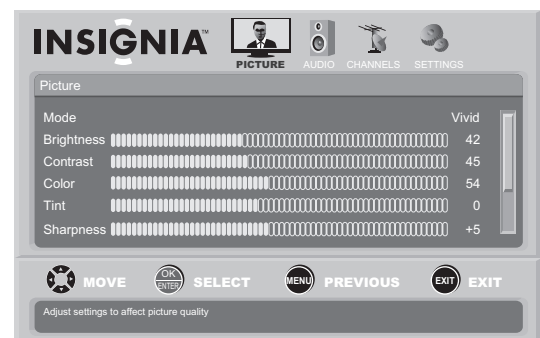 INSIGNIA™
PICTURE AUDIO CHANNELS SETTINGS
Picture
Mode Vivid
Brightness 42
Contrast 45
Color 54
Tint 0
Sharpness +5
MOVE OK ENTER SELECT MENU PREVIOUS EXIT EXIT
Adjust settings to affect picture quality